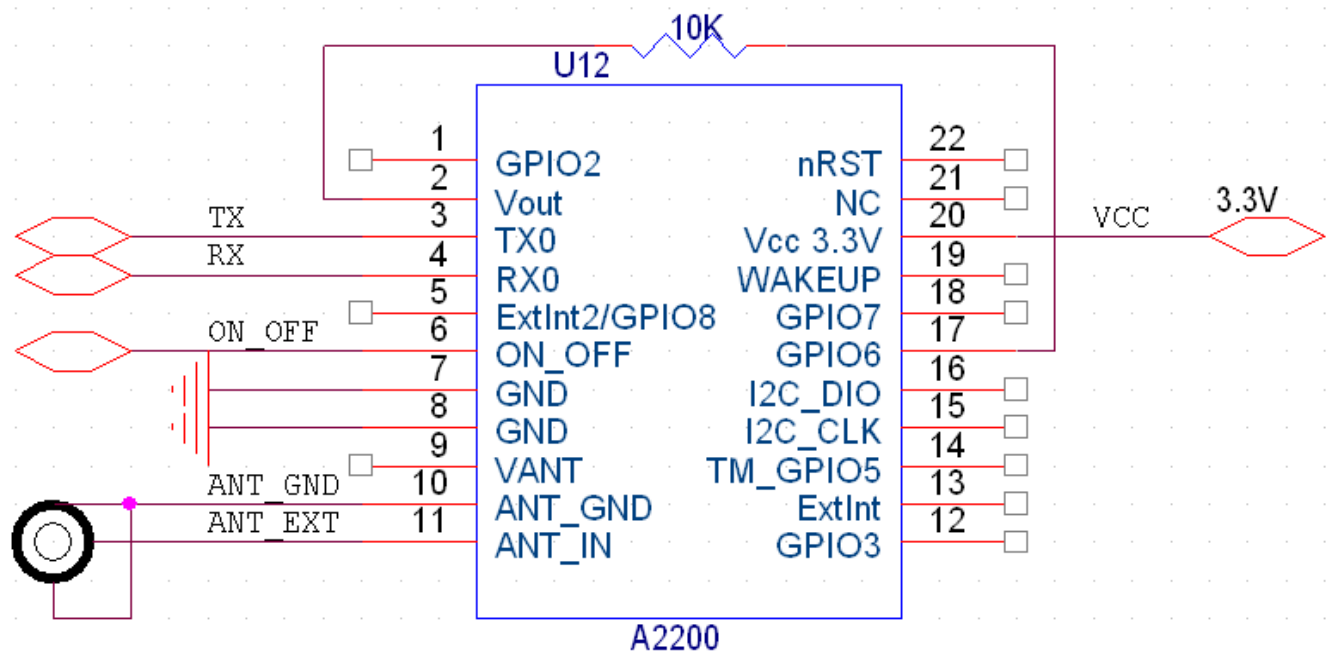 10K
U12
1 GPIO2 nRST 22
2 Vout NC 21
TX 3 TX0 Vcc 3.3V 20 VCC 3.3V
RX 4 RX0 WAKEUP 19
5 ExtInt2/GPIO8 GPIO7 18
ON_OFF 6 ON_OFF GPIO6 17
7 GND I2C_DIO 16
8 GND I2C_CLK 15
9 VANT TM_GPIO5 14
ANT_GND 10 ANT_GND ExtInt 13
ANT_EXT 11 ANT_IN GPIO3 12
A2200